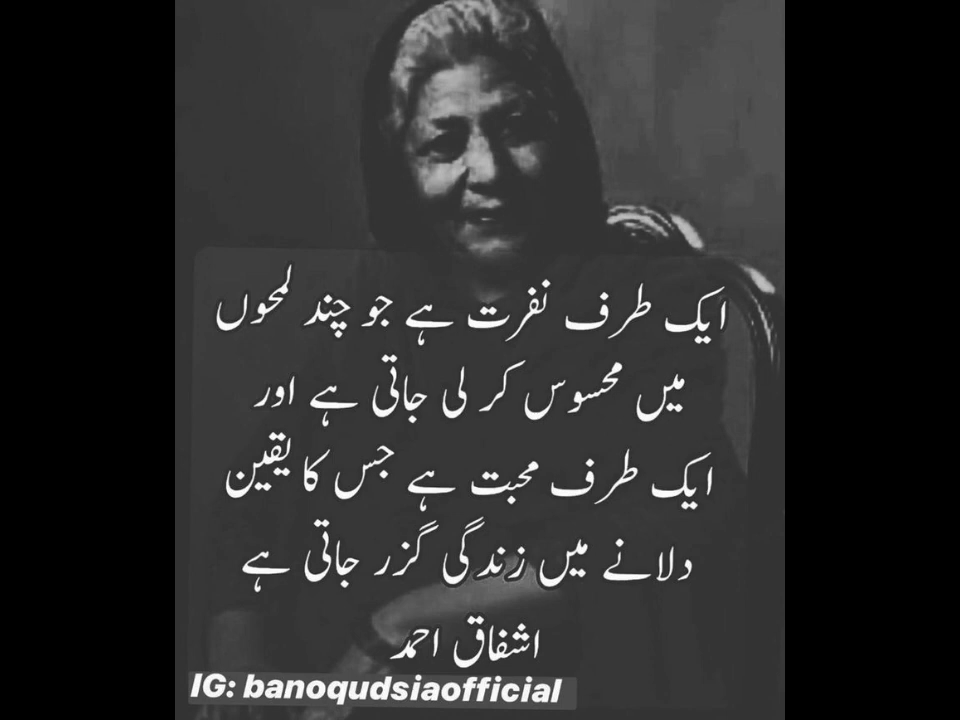 ایک طرف نفرت ہے جو چند لمحوں
میں محسوس کر لی جاتی ہے اور
ایک طرف محبت ہے جس کا یقین
دلانے میں زندگی گزر جاتی ہے
اشفاق احمد
IG: banoqudsiaofficial